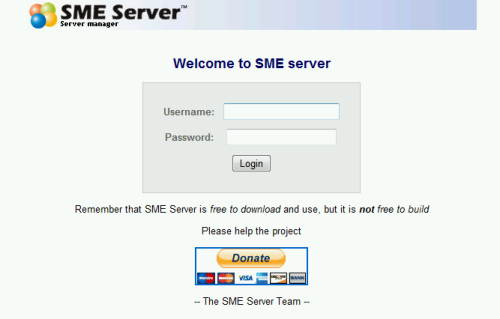 SME Server™
Server manager
Welcome to SME server
Username:
Password:
Login
Remember that SME Server is free to download and use, but it is not free to build
Please help the project
Donate
VISA
BANK
-- The SME Server Team --